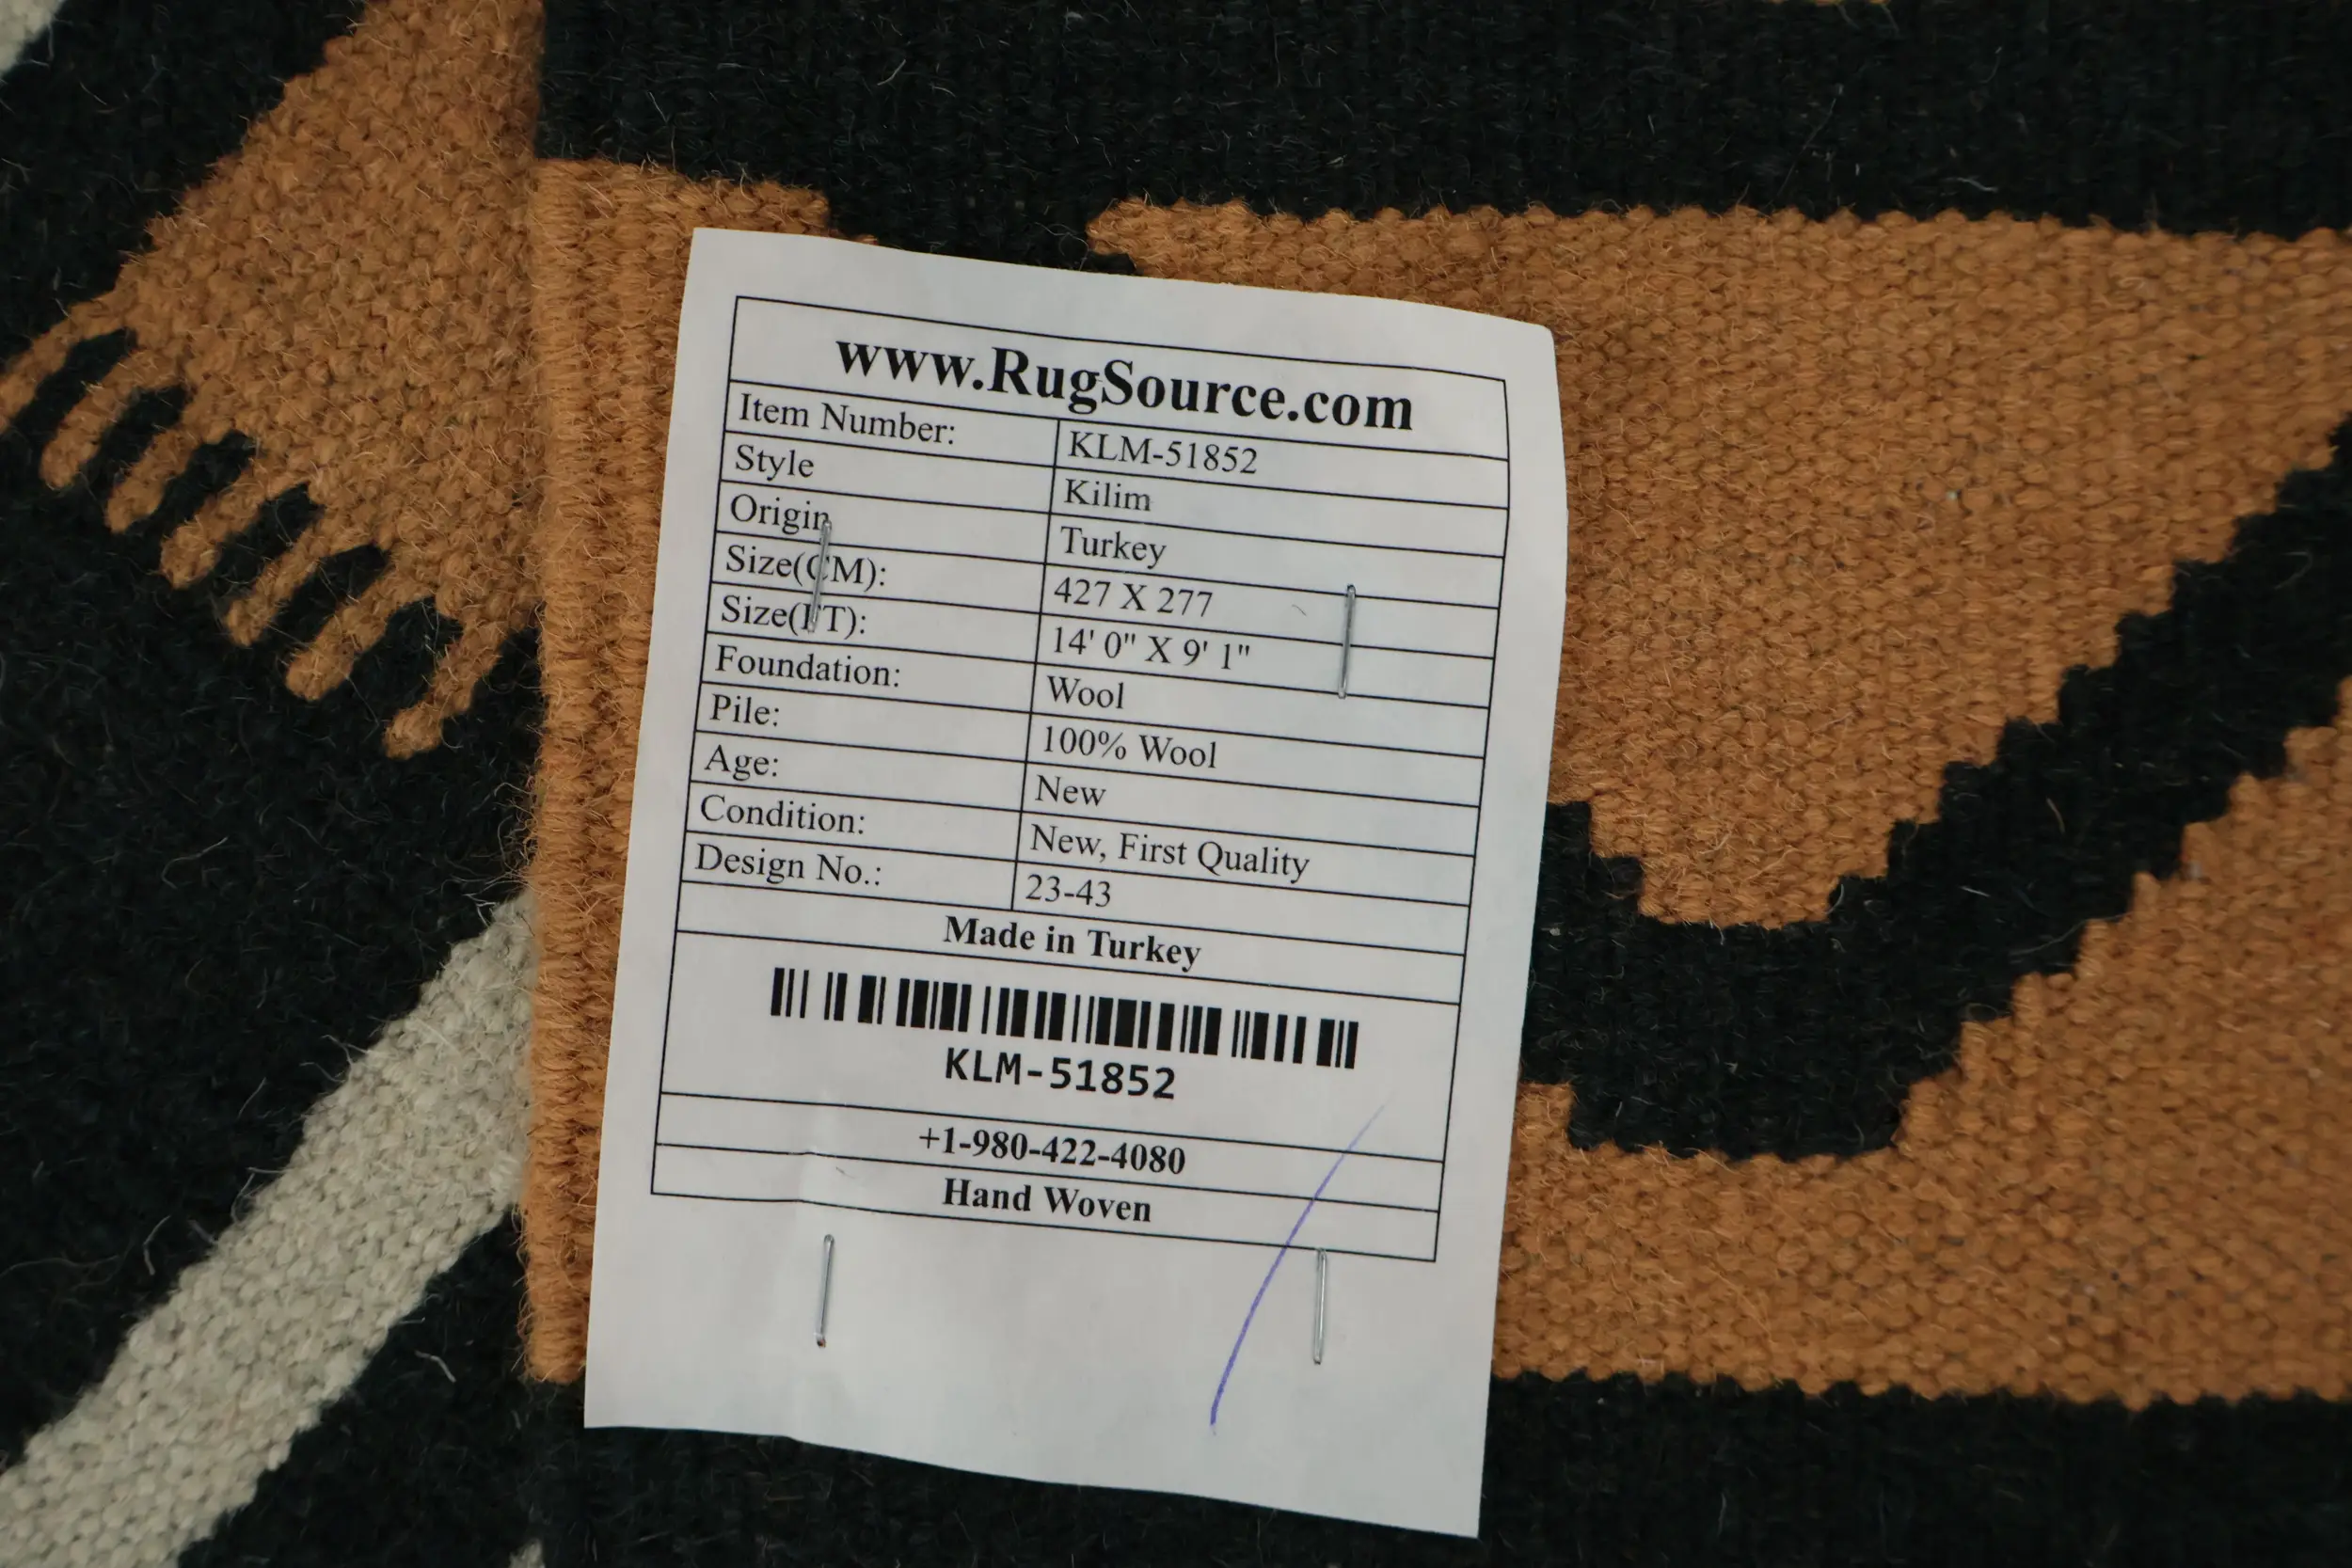 www.RugSource.com
Item Number: KLM-51852
Style Kilim
Origin Turkey
Size(CM): 427 X 277
Size(FT): 14' 0" X 9' 1"
Foundation: Wool
Pile: 100% Wool
Age: New
Condition: New, First Quality
Design No.: 23-43
Made in Turkey
KLM-51852
+1-980-422-4080
Hand Woven